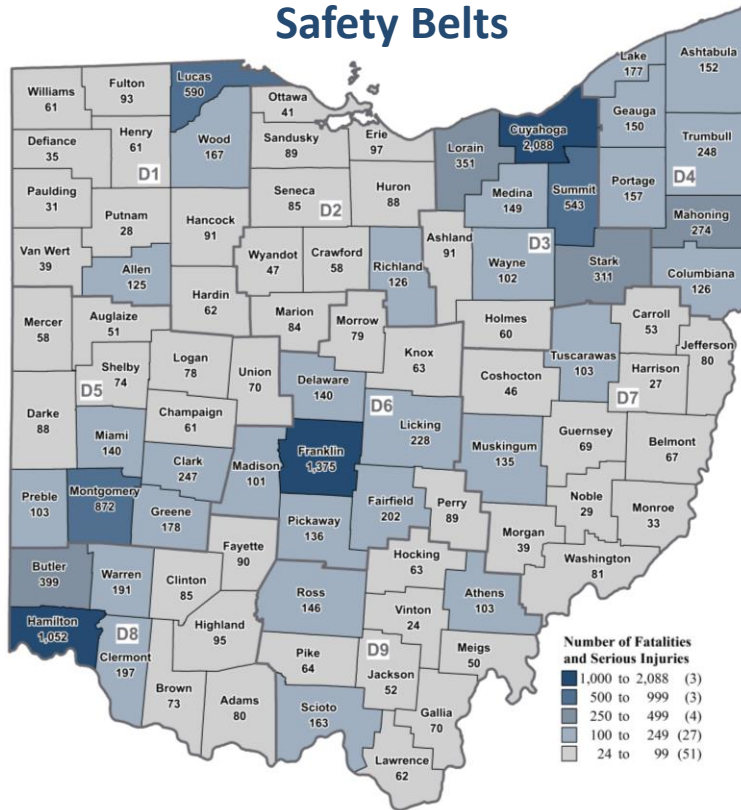 Safety Belts
Williams
61
Fulton
93
Lucas
590
Ottawa
41
Lake
177
Ashtabula
152
Defiance
35
Henry
61
D1
Wood
167
Sandusky
89
Erie
97
Lorain
351
Cuyahoga
2,088
Geauga
150
Trumbull
248
D4
Paulding
31
Putnam
28
Hancock
91
Seneca
85
D2
Huron
88
Medina
149
Summit
543
Portage
157
Mahoning
274
Van Wert
39
Allen
125
Wyandot
47
Crawford
58
Richland
126
Ashland
91
Wayne
102
D3
Stark
311
Columbiana
126
Mercer
58
Auglaize
51
Hardin
62
Marion
84
Morrow
79
Holmes
60
Carroll
53
Jefferson
80
Shelby
74
D5
Logan
78
Union
70
Knox
63
Coshocton
46
Tuscarawas
103
Harrison
27
D7
Darke
88
Champaign
61
Delaware
140
D6
Licking
228
Guernsey
69
Belmont
67
Miami
140
Clark
247
Madison
101
Franklin
1,375
Muskingum
135
Preble
103
Montgomery
872
Greene
178
Pickaway
136
Fairfield
202
Perry
89
Noble
29
Monroe
33
Fayette
90
Morgan
39
Washington
81
Butler
399
Warren
191
Clinton
85
Hocking
63
Ross
146
Athens
103
Hamilton
1,052
D8
Clermont
197
Highland
95
Vinton
24
D9
Meigs
50
Brown
73
Adams
80
Pike
64
Jackson
52
Scioto
163
Gallia
70
Lawrence
62
Number of Fatalities
and Serious Injuries
1,000 to 2,088 (3)
500 to 999 (3)
250 to 499 (4)
100 to 249 (27)
24 to 99 (51)